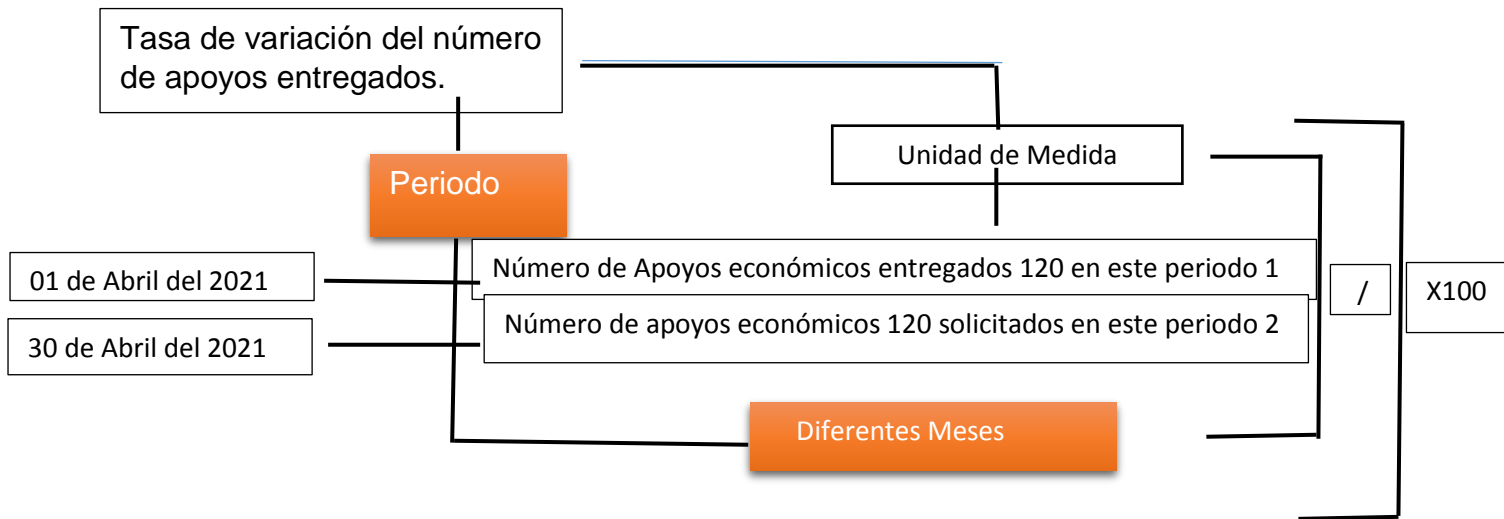 Tasa de variación del número
de apoyos entregados.
Unidad de Medida
Periodo
01 de Abril del 2021
Número de Apoyos económicos entregados 120 en este periodo 1
/
X100
30 de Abril del 2021
Número de apoyos económicos 120 solicitados en este periodo 2
Diferentes Meses